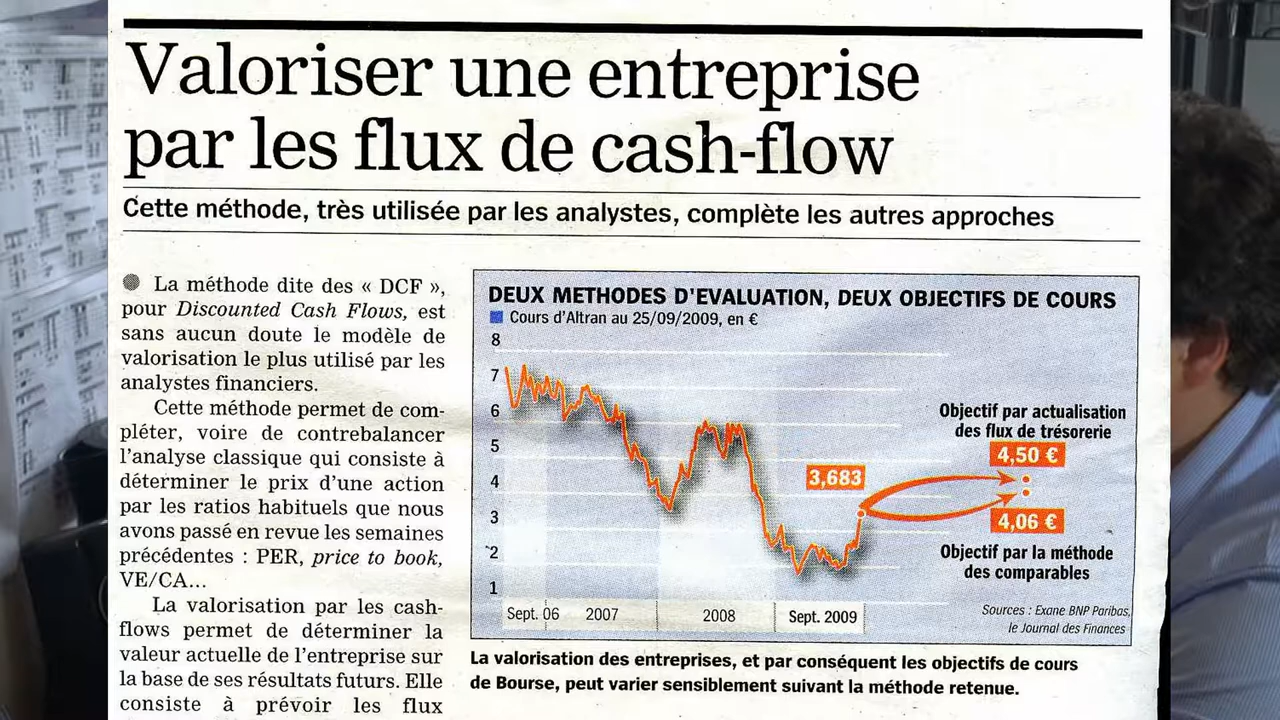 Valoriser une entreprise
par les flux de cash-flow
Cette méthode, très utilisée par les analystes, complète les autres approches
La méthode dite des « DCF »,
pour Discounted Cash Flows, est
sans aucun doute le modèle de
valorisation le plus utilisé par les
analystes financiers.
Cette méthode permet de com-
pléter, voire de contrebalancer
l'analyse classique qui consiste à
déterminer le prix d'une action
par les ratios habituels que nous
avons passé en revue les semaines
précédentes : PER, price to book,
VE/CA...
La valorisation par les cash-
flows permet de déterminer la
valeur actuelle de l'entreprise sur
la base de ses résultats futurs. Elle
consiste à prévoir les flux
DEUX METHODES D'EVALUATION, DEUX OBJECTIFS DE COURS
Cours d'Altran au 25/09/2009, en €
8
7
6
5
4
3
2
1
3,683
Objectif par actualisation
des flux de trésorerie
4,50 €
4,06 €
Objectif par la méthode
des comparables
Sept. 06 2007 2008 Sept. 2009
Sources : Exane BNP Paribas,
le Journal des Finances
La valorisation des entreprises, et par conséquent les objectifs de cours
de Bourse, peut varier sensiblement suivant la méthode retenue.